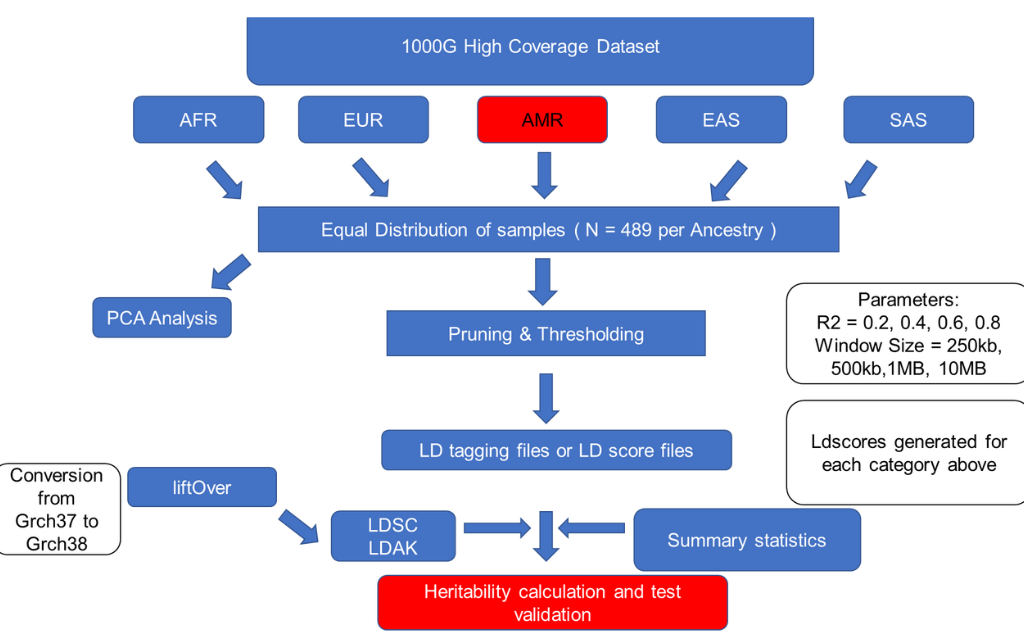 1000G High Coverage Dataset
AFR
EUR
AMR
EAS
SAS
Equal Distribution of samples ( N = 489 per Ancestry )
PCA Analysis
Pruning & Thresholding
Parameters:
R2 = 0.2, 0.4, 0.6, 0.8
Window Size = 250kb,
500kb,1MB, 10MB
LD tagging files or LD score files
Ldscores generated for
each category above
Conversion
from
Grch37 to
Grch38
liftOver
LDSC
LDAK
Summary statistics
Heritability calculation and test
validation